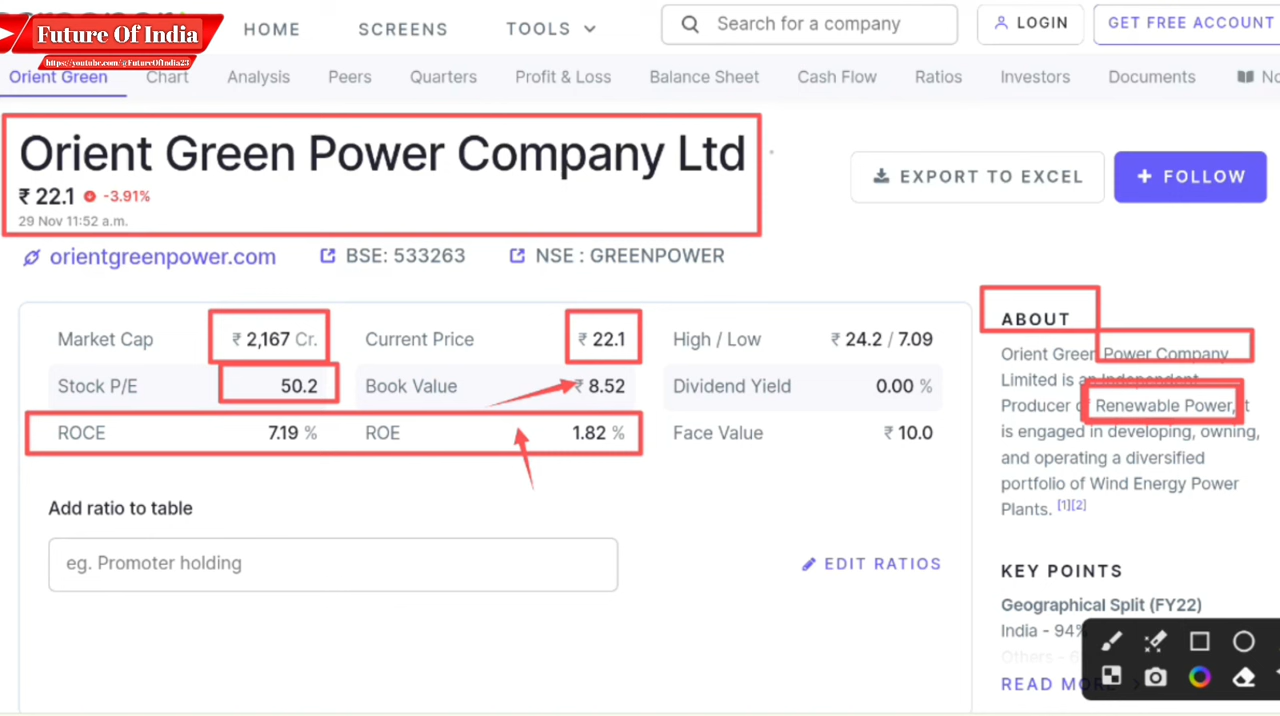 Future Of India
https://youtube.com/@FutureOfIndia23
HOME
SCREENS
TOOLS
Search for a company
LOGIN
GET FREE ACCOUNT
Orient Green
Chart
Analysis
Peers
Quarters
Profit & Loss
Balance Sheet
Cash Flow
Ratios
Investors
Documents
No
Orient Green Power Company Ltd
₹ 22.1 -3.91%
29 Nov 11:52 a.m.
EXPORT TO EXCEL
+ FOLLOW
orientgreenpower.com
BSE: 533263
NSE : GREENPOWER
Market Cap ₹ 2,167 Cr.
Current Price ₹ 22.1
High / Low ₹ 24.2 / 7.09
Stock P/E 50.2
Book Value ₹ 8.52
Dividend Yield 0.00 %
ROCE 7.19 %
ROE 1.82 %
Face Value ₹ 10.0
Add ratio to table
eg. Promoter holding
EDIT RATIOS
ABOUT
Orient Green Power Company
Limited is an Independent
Producer of Renewable Power, it
is engaged in developing, owning,
and operating a diversified
portfolio of Wind Energy Power
Plants. [1][2]
KEY POINTS
Geographical Split (FY22)
India - 94%
Others - 6
READ MORE